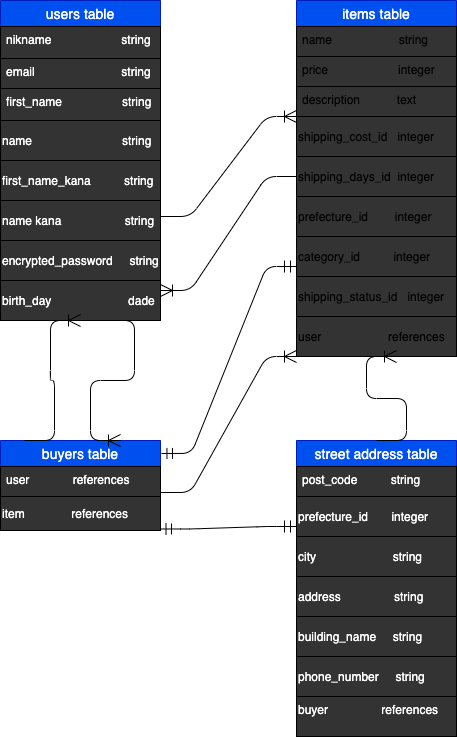 users table
nikname string
email string
first_name string
name string
first_name_kana string
name kana string
encrypted_password string
birth_day dade
items table
name string
price integer
description text
shipping_cost_id integer
shipping_days_id integer
prefecture_id integer
category_id integer
shipping_status_id integer
user references
buyers table
user references
item references
street address table
post_code string
prefecture_id integer
city string
address string
building_name string
phone_number string
buyer references